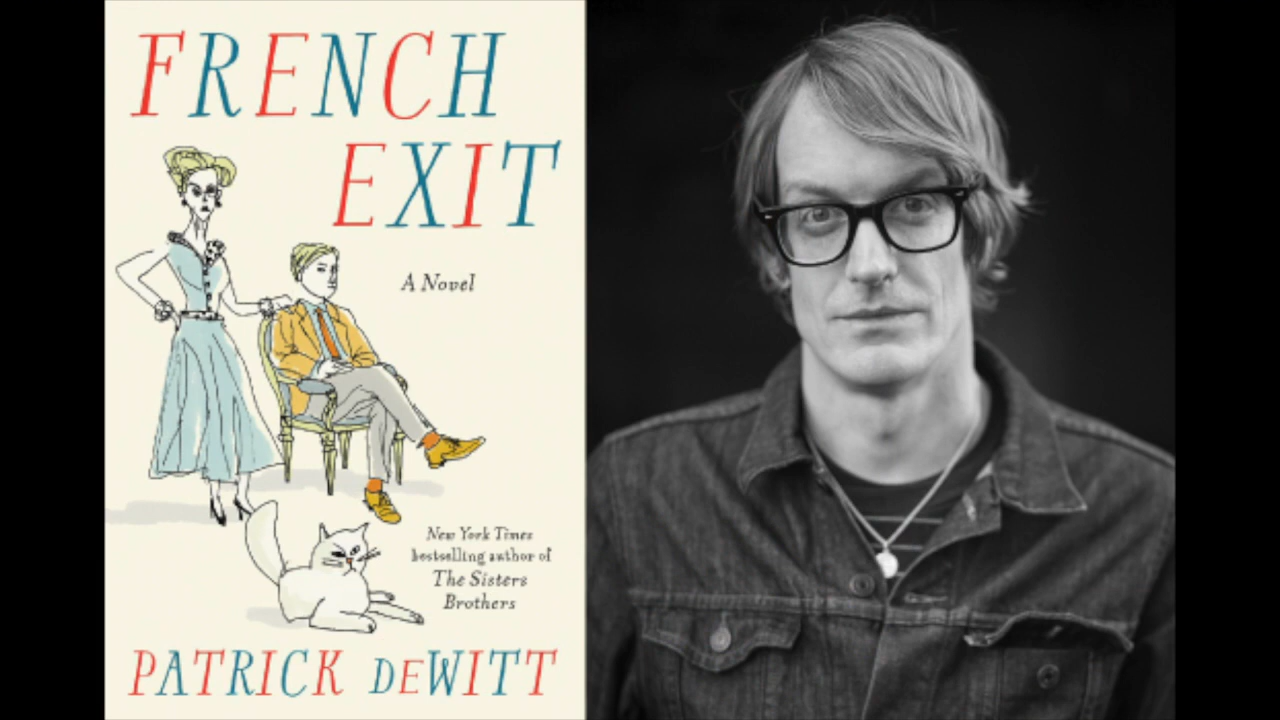 FRENCH
EXIT
A Novel
New York Times
bestselling author of
The Sisters
Brothers
PATRICK DEWITT